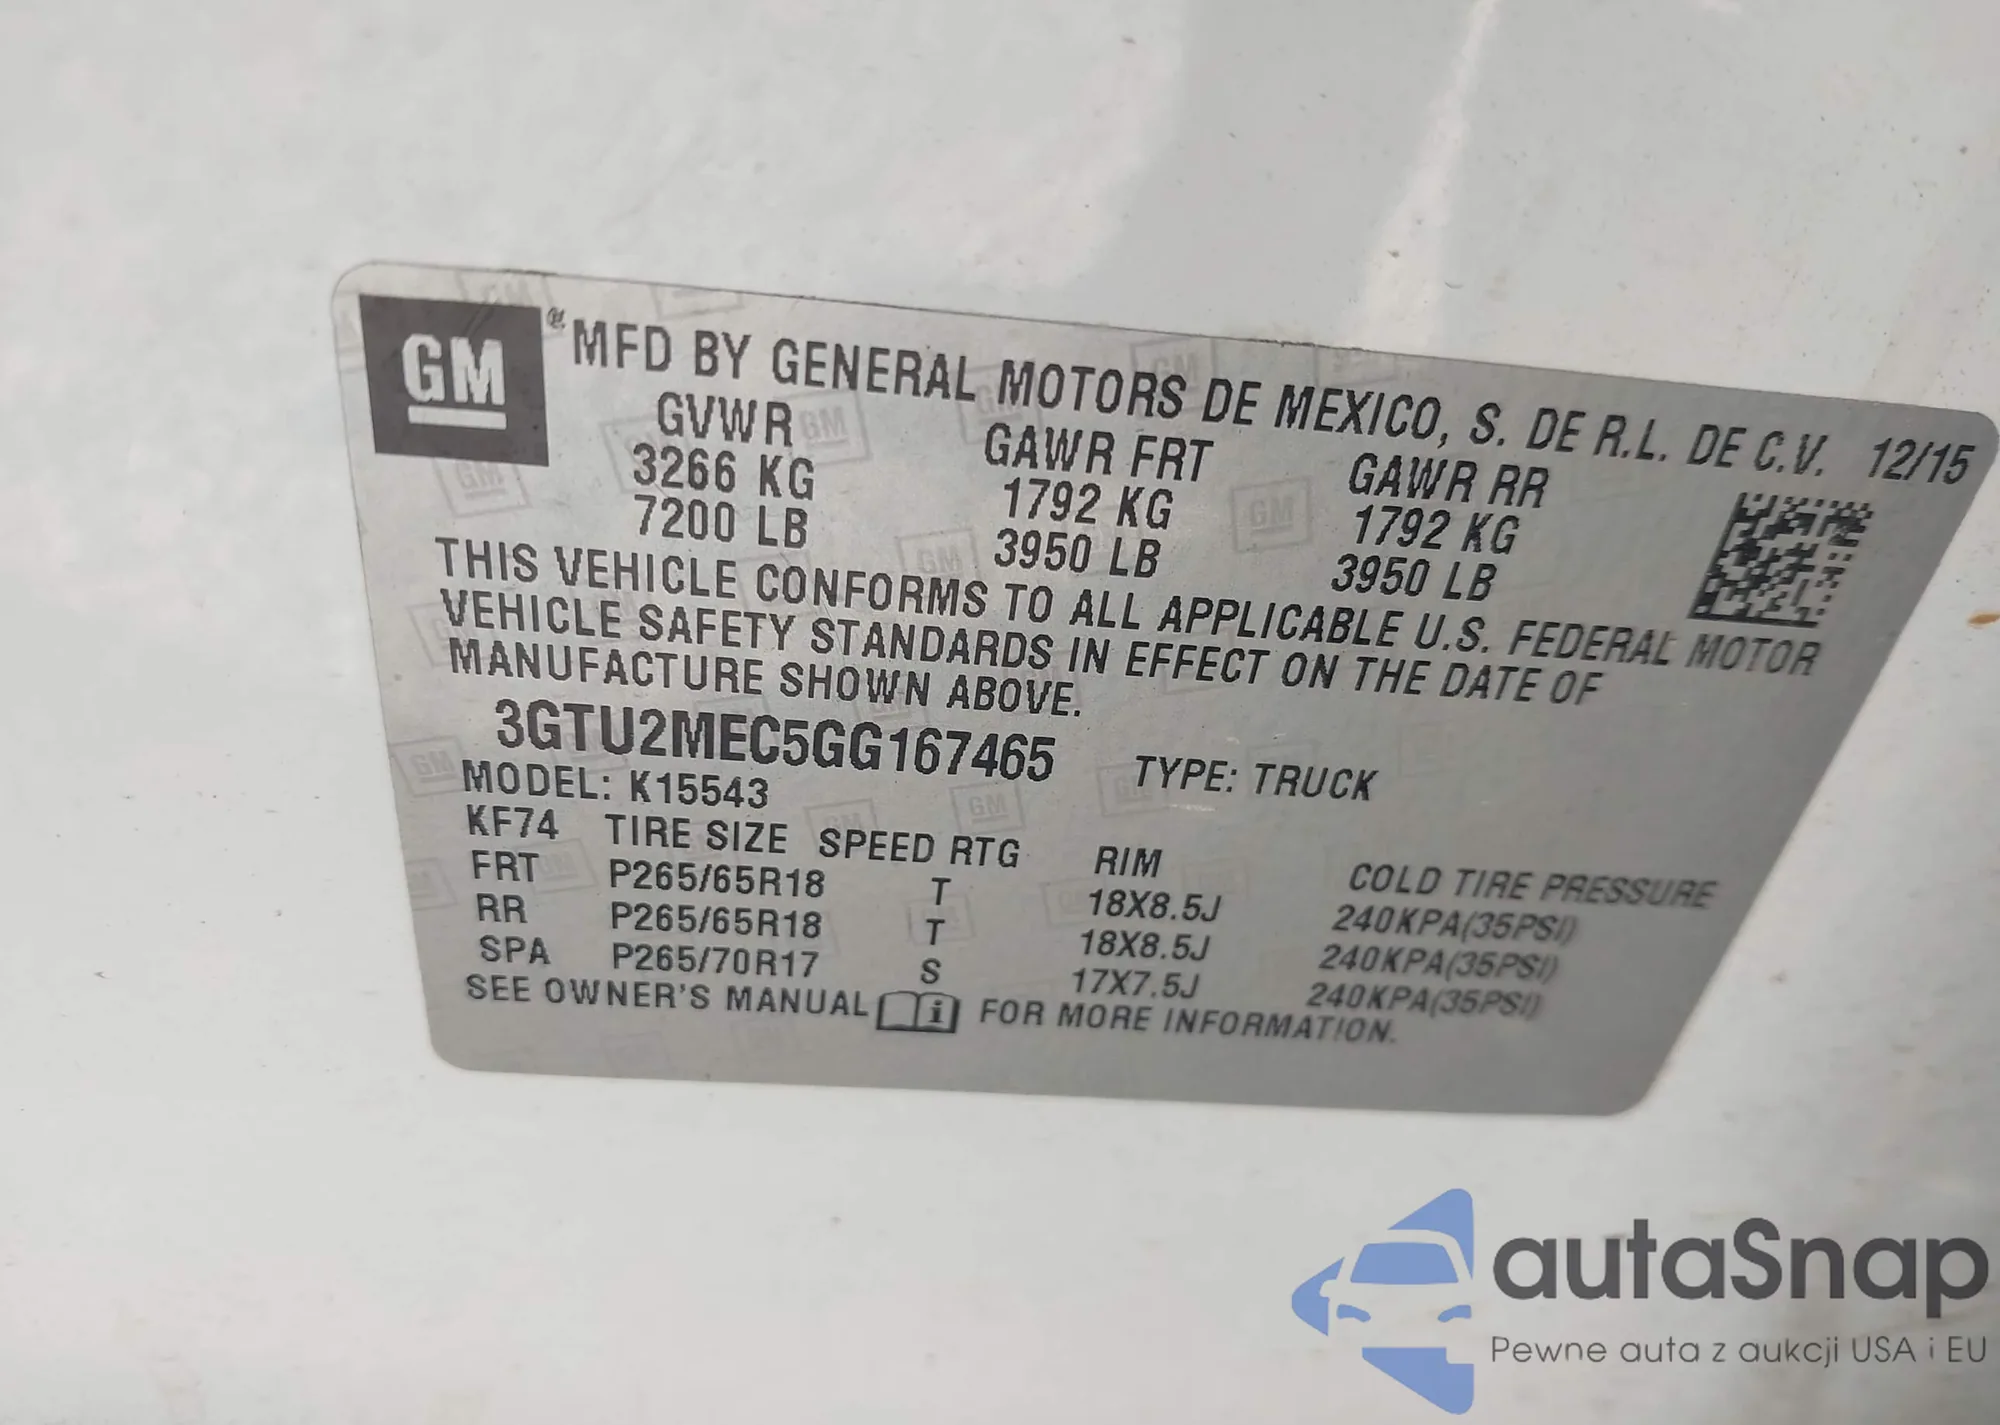 GM® MFD BY GENERAL MOTORS DE MEXICO, S. DE R.L. DE C.V. 12/15
GVWR GAWR FRT GAWR RR
3266 KG 1792 KG 1792 KG
7200 LB 3950 LB 3950 LB
THIS VEHICLE CONFORMS TO ALL APPLICABLE U.S. FEDERAL MOTOR
VEHICLE SAFETY STANDARDS IN EFFECT ON THE DATE OF
MANUFACTURE SHOWN ABOVE.
3GTU2MEC5GG167465 TYPE: TRUCK
MODEL: K15543
KF74 TIRE SIZE SPEED RTG RIM COLD TIRE PRESSURE
FRT P265/65R18 T 18X8.5J 240KPA(35PSI)
RR P265/65R18 T 18X8.5J 240KPA(35PSI)
SPA P265/70R17 S 17X7.5J 240KPA(35PSI)
SEE OWNER'S MANUAL i FOR MORE INFORMATION.
autaSnap
Pewne auta z aukcji USA i EU